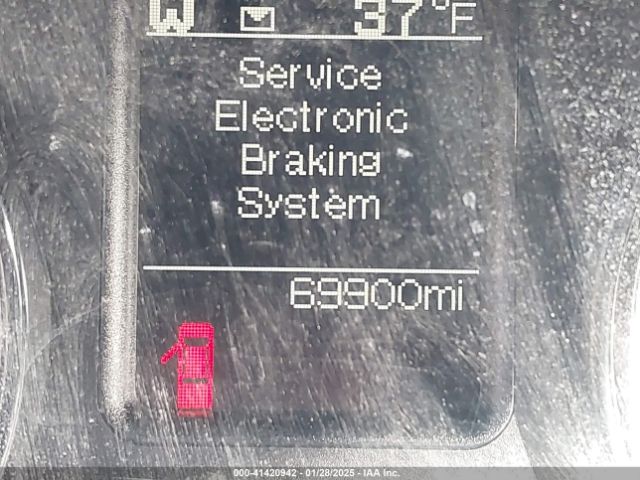 W 37°F
Service
Electronic
Braking
System
69900mi
000-41420942 - 01/28/2025 - IAA Inc.